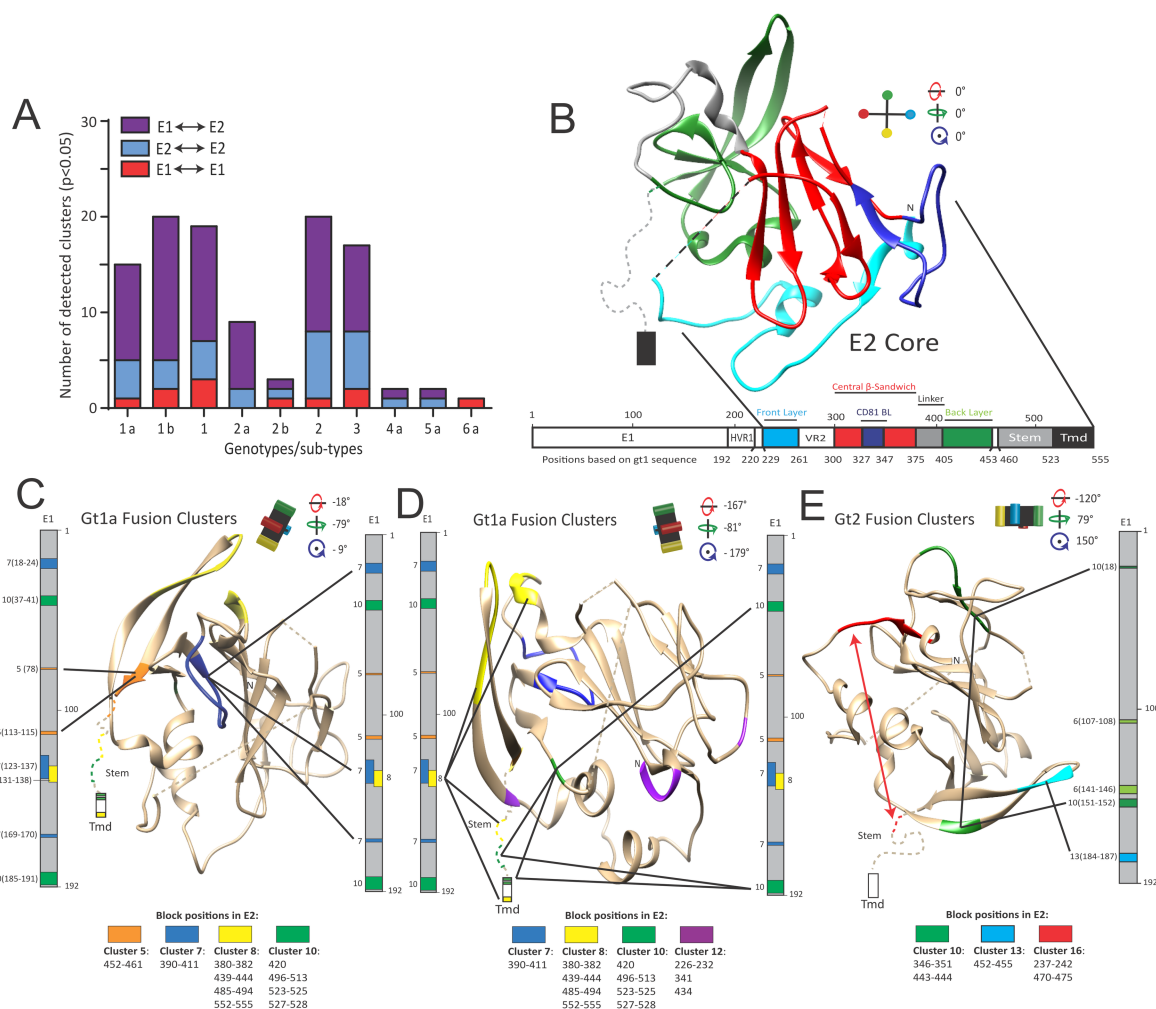 A
Number of detected clusters (p<0.05)
30
20
10
0
E1 ⟷ E2
E2 ⟷ E2
E1 ⟷ E1
1a 1b 1 2a 2b 2 3 4a 5a 6a
Genotypes/sub-types
B
0°
0°
0°
N
E2 Core
Central β-Sandwich
Linker
Front Layer
CD81 BL
Back Layer
1 100 200 300 400 500
E1 HVR1 VR2 Stem Tmd
Positions based on gt1 sequence 192 220 229 261 300 327 347 375 405 453 460 523 555
C
Gt1a Fusion Clusters
-18°
-79°
- 9°
E1
1
7(18-24)
10(37-41)
5 (78)
100
(113-115)
(123-137)
131-138)
(169-170)
(185-191)
192
N
Stem
Tmd
Block positions in E2:
Cluster 5: Cluster 7: Cluster 8: Cluster 10:
452-461 390-411 380-382 420
439-444 496-513
485-494 523-525
552-555 527-528
D
Gt1a Fusion Clusters
-167°
-81°
- 179°
E1
1
7
10
5
100
5
7
8
7
10
192
E1
1
7
10
5
100
5
7
8
7
10
192
N
Stem
Tmd
Block positions in E2:
Cluster 7: Cluster 8: Cluster 10: Cluster 12:
390-411 380-382 420 226-232
439-444 496-513 341
485-494 523-525 434
552-555 527-528
E
Gt2 Fusion Clusters
-120°
79°
150°
E1
1
10(18)
100
6(107-108)
6(141-146)
10(151-152)
13(184-187)
192
N
Stem
Tmd
Block positions in E2:
Cluster 10: Cluster 13: Cluster 16:
346-351 452-455 237-242
443-444 470-475